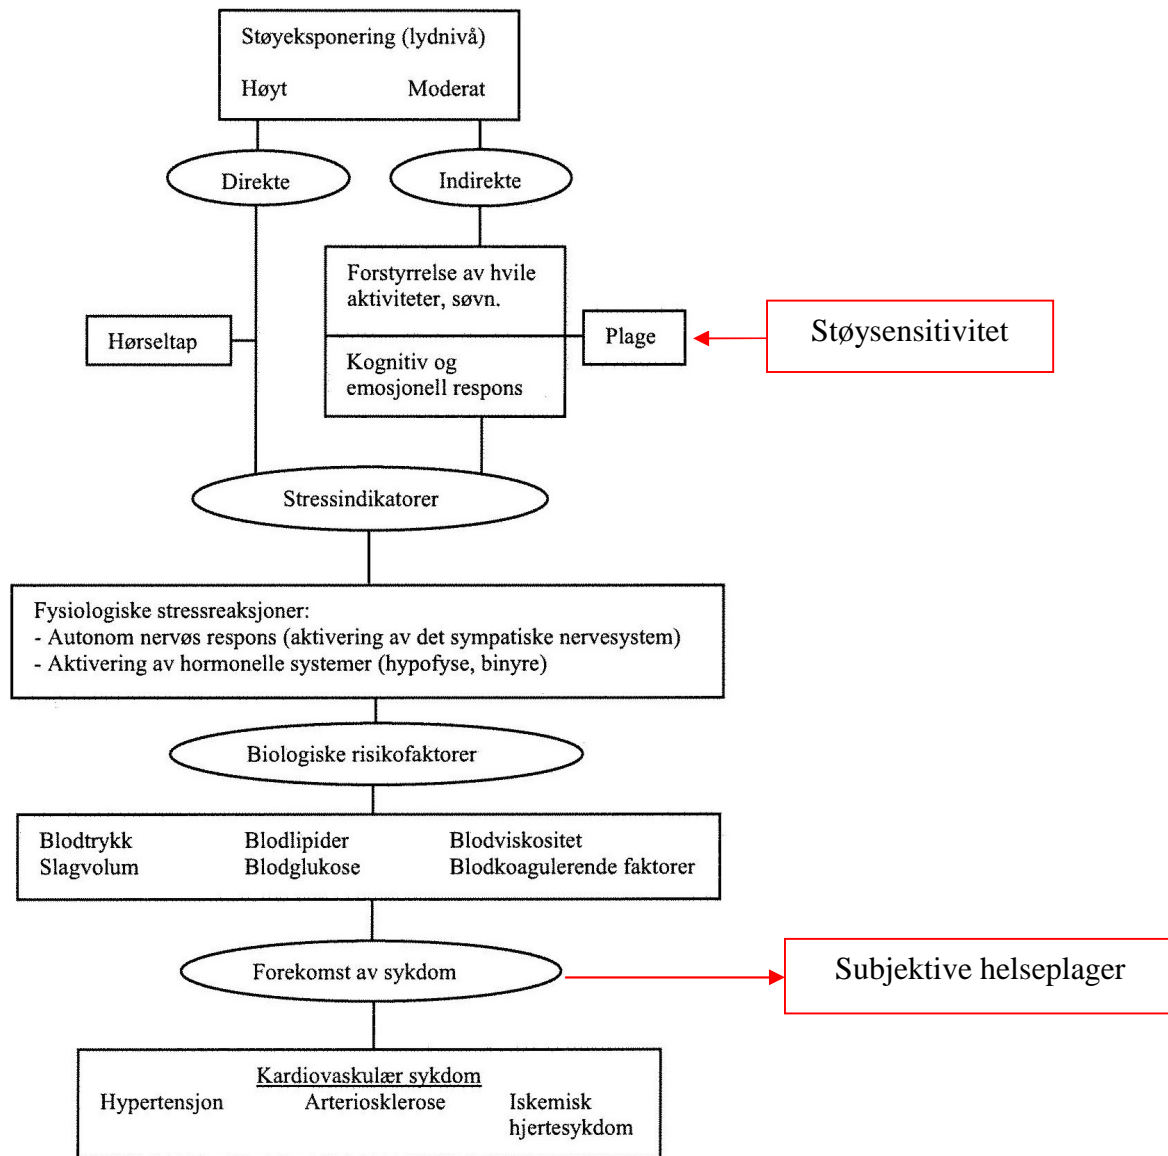 Støyeksponering (lydnivå)
Høyt Moderat
Direkte Indirekte
Forstyrrelse av hvile
aktiviteter, søvn.
Hørseltap
Plage
Støysensitivitet
Kognitiv og
emosjonell respons
Stressindikatorer
Fysiologiske stressreaksjoner:
- Autonom nervøs respons (aktivering av det sympatiske nervesystem)
- Aktivering av hormonelle systemer (hypofyse, binyre)
Biologiske risikofaktorer
Blodtrykk Blodlipider Blodviskositet
Slagvolum Blodglukose Blodkoagulerende faktorer
Forekomst av sykdom
Subjektive helseplager
Kardiovaskulær sykdom
Hypertensjon Arteriosklerose Iskemisk
hjertesykdom